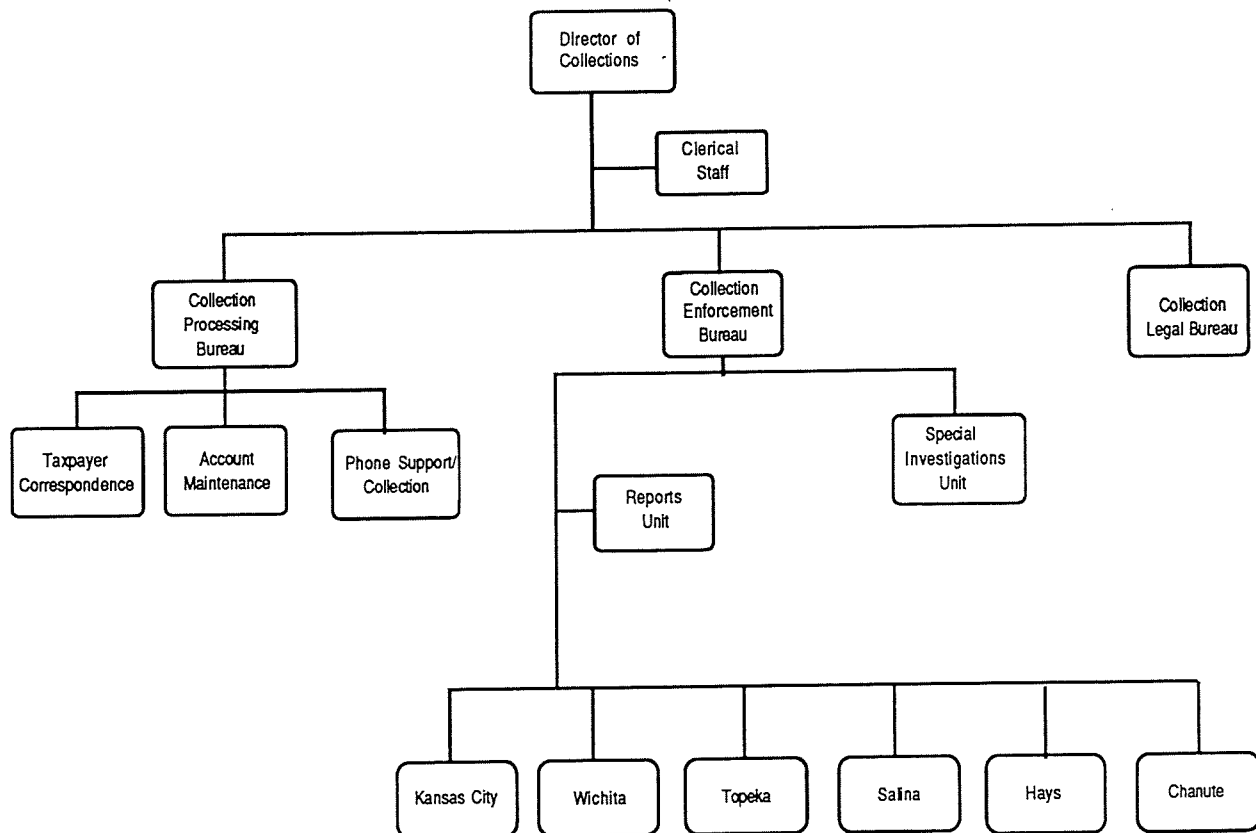 Director of
Collections
Clerical
Staff
Collection
Processing
Bureau
Collection
Enforcement
Bureau
Collection
Legal Bureau
Taxpayer
Correspondence
Account
Maintenance
Phone Support/
Collection
Special
Investigations
Unit
Reports
Unit
Kansas City
Wichita
Topeka
Salina
Hays
Chanute